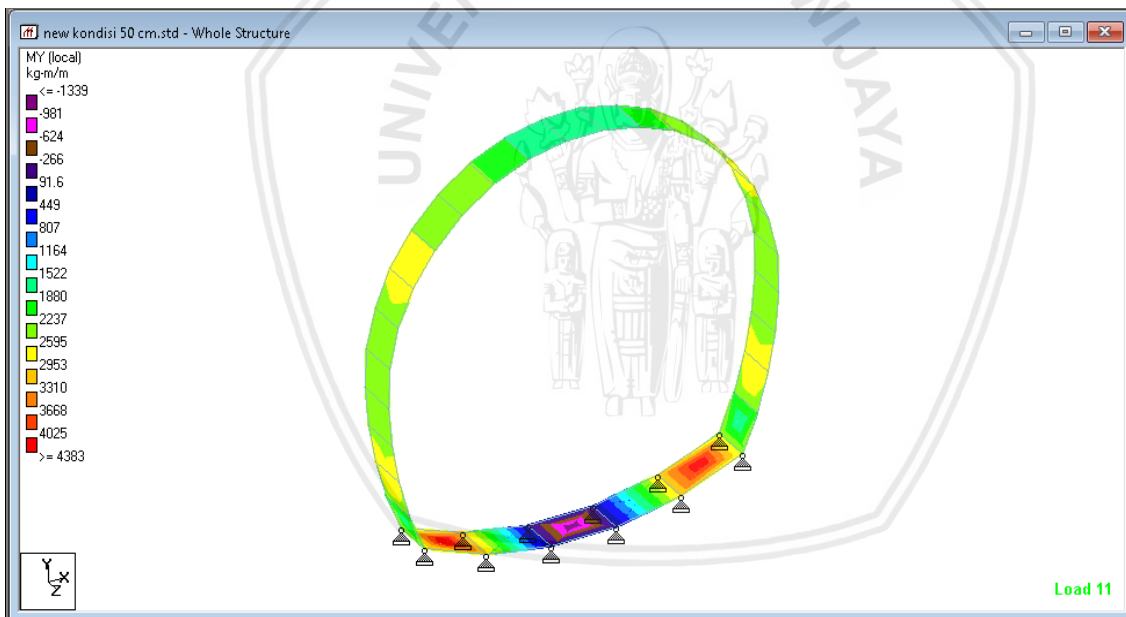 new kondisi 50 cm.std - Whole Structure
MY (local)
kg-m/m
<= -1339
-981
-624
-266
91.6
449
807
1164
1522
1880
2237
2595
2953
3310
3668
4025
>= 4383
Y
X
Z
Load 11